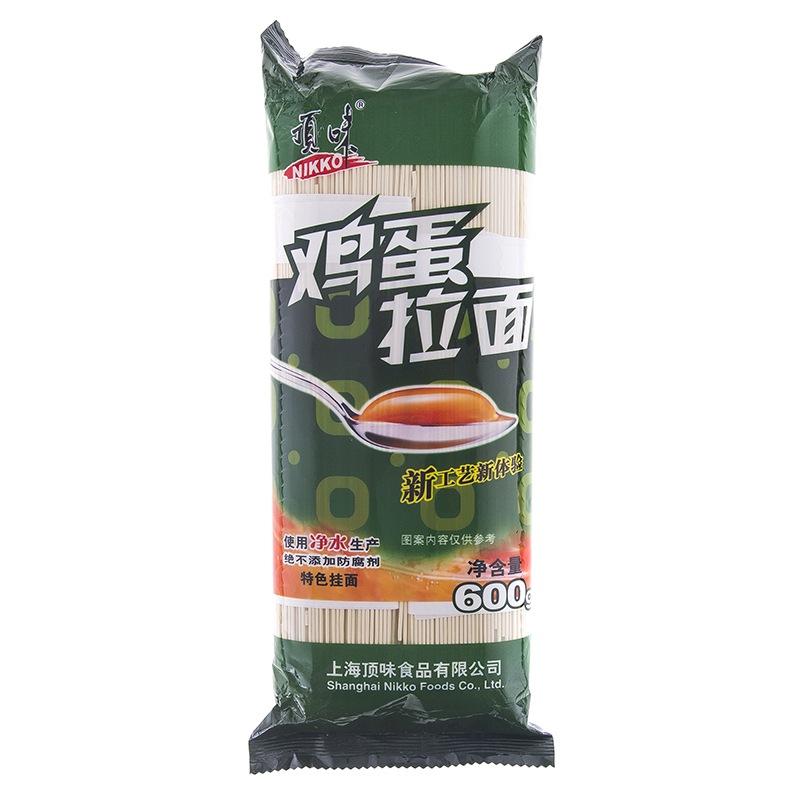 顶味®
NIKKO
鸡蛋
拉面
新工艺新体验
使用净水生产
绝不添加防腐剂
特色挂面
图案内容仅供参考
净含量
600g
上海顶味食品有限公司
Shanghai Nikko Foods Co., Ltd.